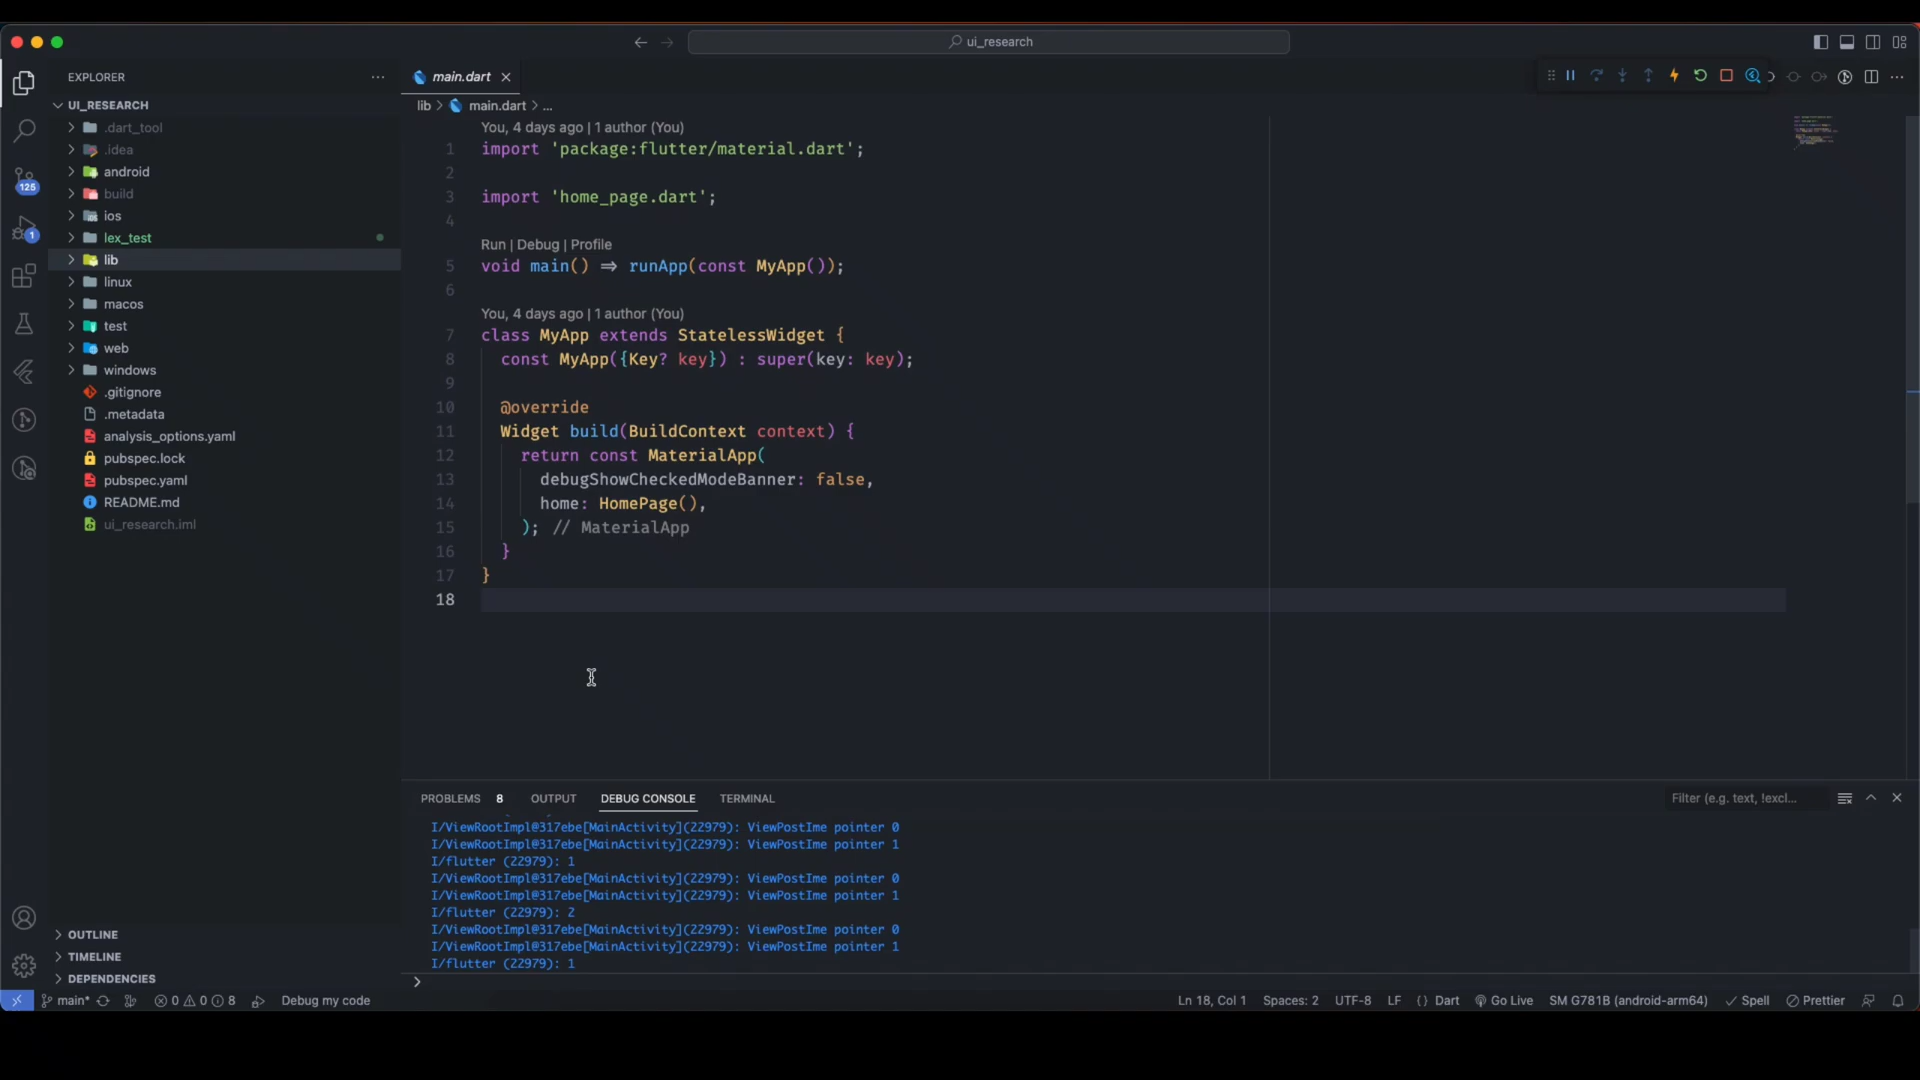 ui_research
EXPLORER
main.dart
UI_RESEARCH
lib > main.dart > ...
.dart_tool
.idea
android
125
build
ios
1
lex_test
lib
linux
macos
test
web
windows
.gitignore
.metadata
analysis_options.yaml
pubspec.lock
pubspec.yaml
README.md
ui_research.iml
You, 4 days ago | 1 author (You)
1 import 'package:flutter/material.dart';
2
3 import 'home_page.dart';
4
Run | Debug | Profile
5 void main() => runApp(const MyApp());
6
You, 4 days ago | 1 author (You)
7 class MyApp extends StatelessWidget {
8 const MyApp({Key? key}) : super(key: key);
9
10 @override
11 Widget build(BuildContext context) {
12 return const MaterialApp(
13 debugShowCheckedModeBanner: false,
14 home: HomePage(),
15 ); // MaterialApp
16 }
17 }
18
PROBLEMS 8 OUTPUT DEBUG CONSOLE TERMINAL Filter (e.g. text, !excl...
I/ViewRootImpl@317ebe[MainActivity](22979): ViewPostIme pointer 0
I/ViewRootImpl@317ebe[MainActivity](22979): ViewPostIme pointer 1
I/flutter (22979): 1
I/ViewRootImpl@317ebe[MainActivity](22979): ViewPostIme pointer 0
I/ViewRootImpl@317ebe[MainActivity](22979): ViewPostIme pointer 1
I/flutter (22979): 2
I/ViewRootImpl@317ebe[MainActivity](22979): ViewPostIme pointer 0
I/ViewRootImpl@317ebe[MainActivity](22979): ViewPostIme pointer 1
I/flutter (22979): 1
>
OUTLINE
TIMELINE
DEPENDENCIES
main* 0 0 8 Debug my code Ln 18, Col 1 Spaces: 2 UTF-8 LF {} Dart Go Live SM G781B (android-arm64) Spell Prettier